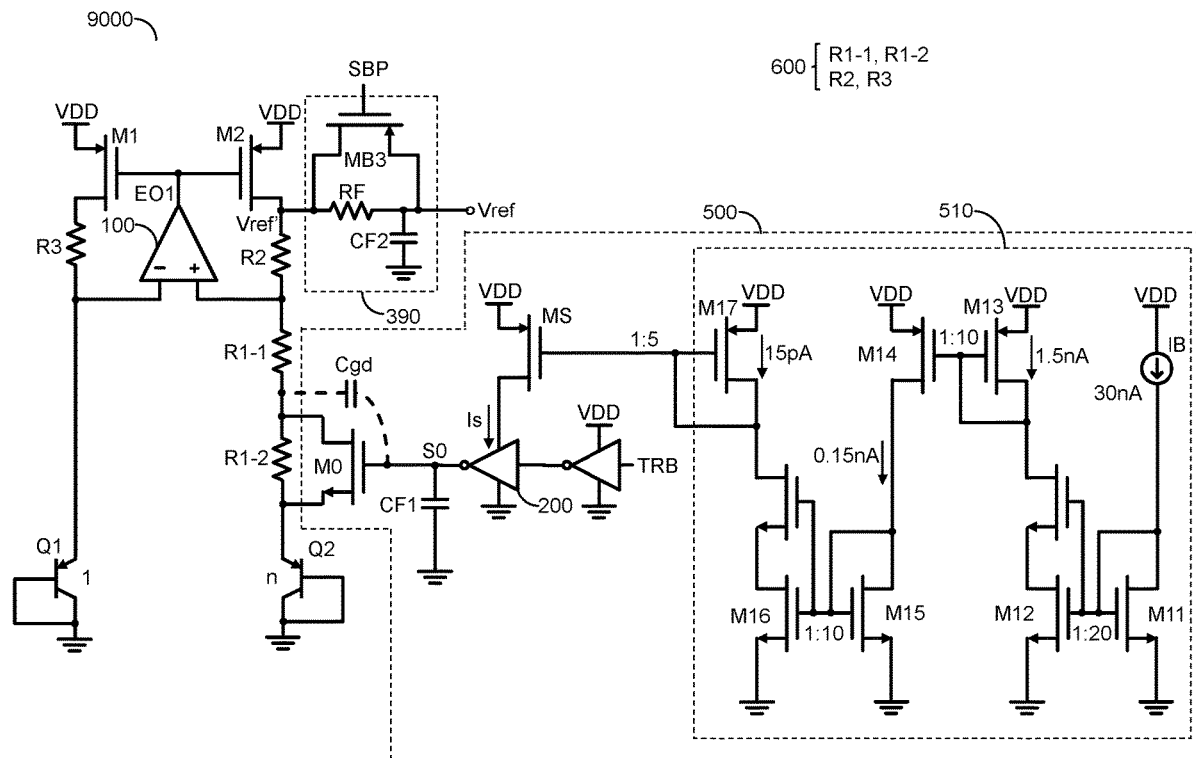 9000
600 { R1-1, R1-2
R2, R3
SBP
VDD
VDD
M1
M2
MB3
EO1
RF
Vref
Vref'
100
R3
R2
CF2
500
510
390
VDD
MS
M17
VDD
VDD
M13
VDD
VDD
1:5
15pA
M14
1:10
1.5nA
IB
30nA
R1-1
Cgd
Is
VDD
0.15nA
R1-2
M0
S0
TRB
CF1
200
Q1
1
Q2
n
M16
1:10
M15
M12
1:20
M11